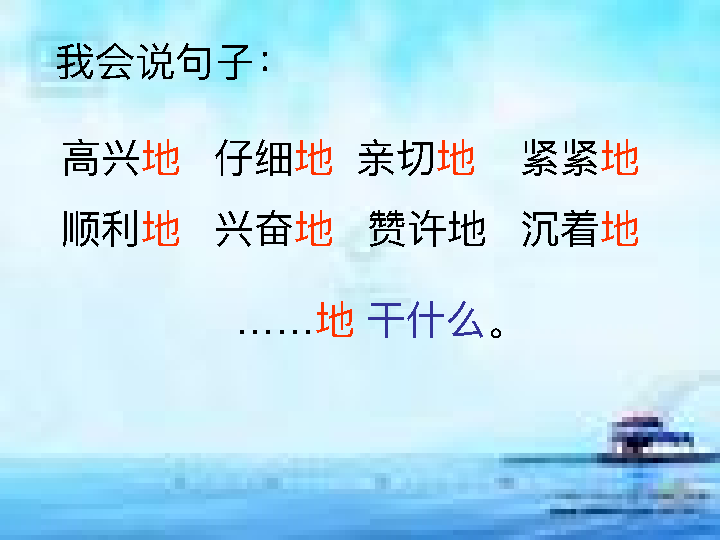 我会说句子：
高兴地 仔细地 亲切地 紧紧地
顺利地 兴奋地 赞许地 沉着地
……地 干什么。